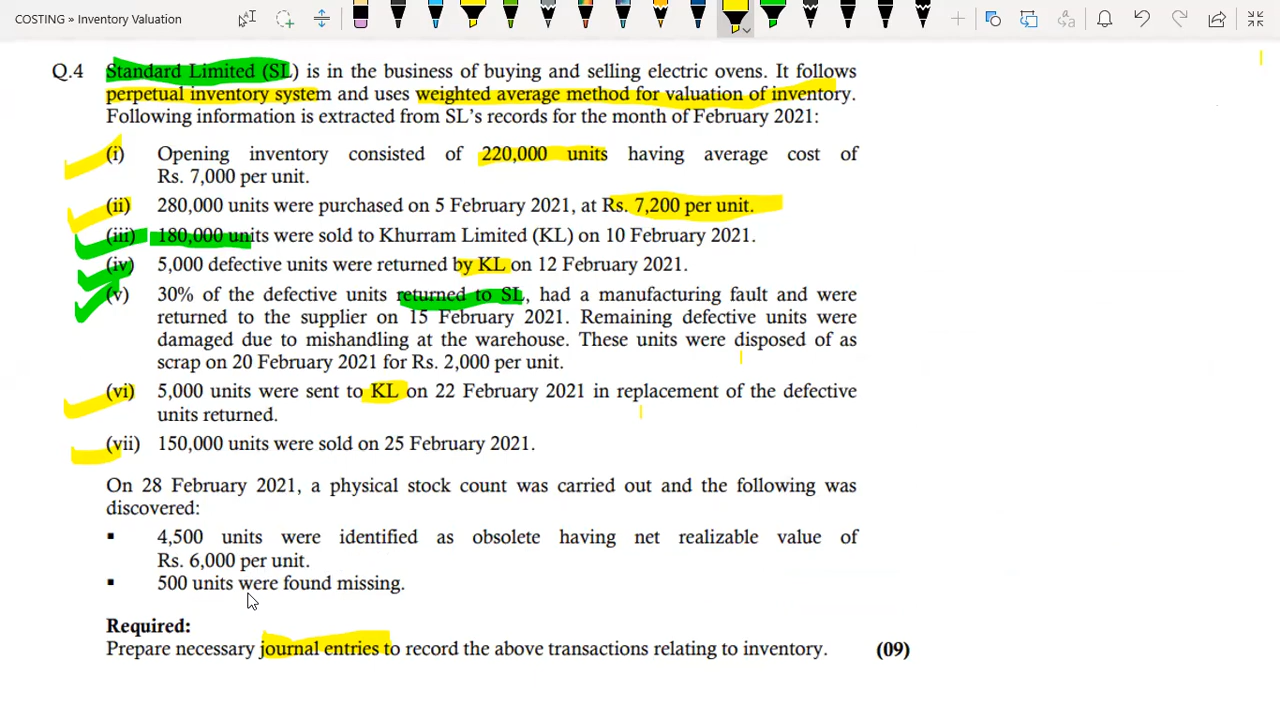 COSTING » Inventory Valuation
Q.4 Standard Limited (SL) is in the business of buying and selling electric ovens. It follows
perpetual inventory system and uses weighted average method for valuation of inventory.
Following information is extracted from SL's records for the month of February 2021:
(i) Opening inventory consisted of 220,000 units having average cost of
Rs. 7,000 per unit.
(ii) 280,000 units were purchased on 5 February 2021, at Rs. 7,200 per unit.
(iii) 180,000 units were sold to Khurram Limited (KL) on 10 February 2021.
(iv) 5,000 defective units were returned by KL on 12 February 2021.
(v) 30% of the defective units returned to SL, had a manufacturing fault and were
returned to the supplier on 15 February 2021. Remaining defective units were
damaged due to mishandling at the warehouse. These units were disposed of as
scrap on 20 February 2021 for Rs. 2,000 per unit.
(vi) 5,000 units were sent to KL on 22 February 2021 in replacement of the defective
units returned.
(vii) 150,000 units were sold on 25 February 2021.
On 28 February 2021, a physical stock count was carried out and the following was
discovered:
▪ 4,500 units were identified as obsolete having net realizable value of
Rs. 6,000 per unit.
▪ 500 units were found missing.
Required:
Prepare necessary journal entries to record the above transactions relating to inventory. (09)